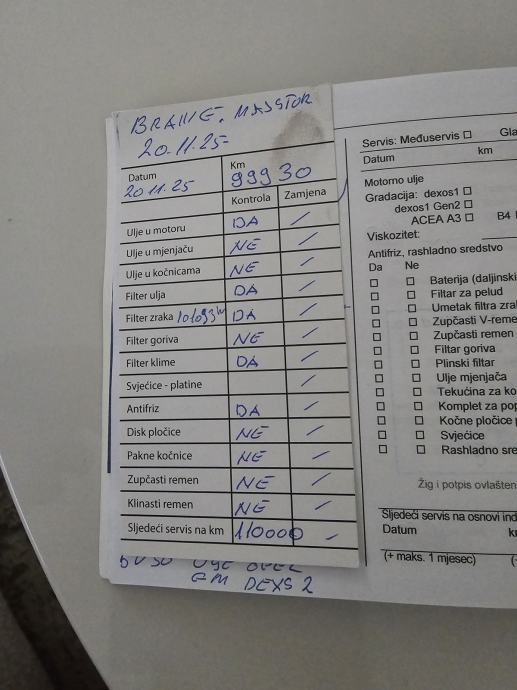 BRANE. MAJSTOR
20.11.25-
Datum Km
20 11.25 99930
Kontrola Zamjena
Ulje u motoru DA /
Ulje u mjenjaču NE /
Ulje u kočnicama NE /
Filter ulja DA /
Filter zraka DA /
Filter goriva NE /
Filter klime DA /
Svjećice - platine /
Antifriz DA /
Disk pločice NE /
Pakne kočnice NE /
Zupčasti remen NE /
Klinasti remen NE /
Sljedeći servis na km 110000 /
ULJE OPEL
GM DEXS 2
Servis: Međuservis ☐ Gla
Datum km
Motorno ulje
Gradacija: dexos1 ☐
dexos1 Gen2 ☐
ACEA A3 ☐ B4
Viskozitet:
Antifriz, rashladno sredstvo
Da Ne
☐ ☐ Baterija (daljinski
☐ ☐ Filtar za pelud
☐ ☐ Umetak filtra zra
☐ ☐ Zupčasti V-reme
☐ ☐ Zupčasti remen
☐ ☐ Filtar goriva
☐ ☐ Plinski filtar
☐ ☐ Ulje mjenjača
☐ ☐ Tekućina za ko
☐ ☐ Komplet za pop
☐ ☐ Kočne pločice
☐ ☐ Svjećice
☐ ☐ Rashladno sre
Žig i potpis ovlašten
Sljedeći servis na osnovi ind
Datum k
(+ maks. 1 mjesec) (